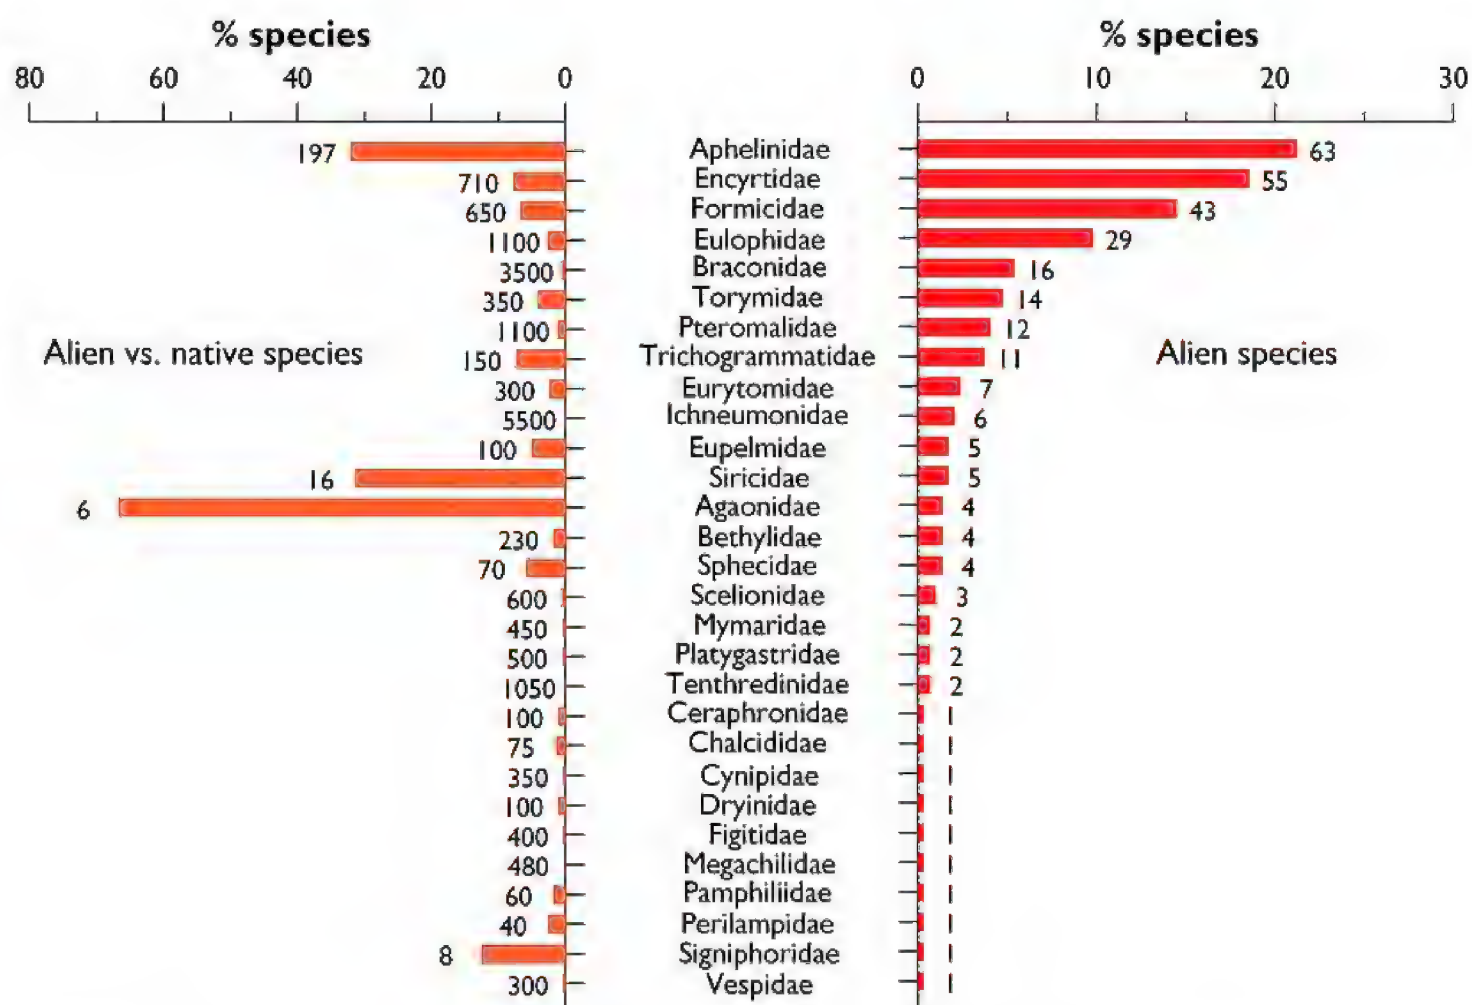 % species % species
80 60 40 20 0 0 10 20 30
197 Aphelinidae 63
710 Encyrtidae 55
650 Formicidae 43
1100 Eulophidae 29
3500 Braconidae 16
350 Torymidae 14
1100 Pteromalidae 12
Alien vs. native species Alien species
150 Trichogrammatidae 11
300 Eurytomidae 7
5500 Ichneumonidae 6
100 Eupelmidae 5
16 Siricidae 5
6 Agaonidae 4
230 Bethylidae 4
70 Sphecidae 4
600 Scelionidae 3
450 Mymaridae 2
500 Platygastridae 2
1050 Tenthredinidae 2
100 Ceraphronidae 1
75 Chalcididae 1
350 Cynipidae 1
100 Dryinidae 1
400 Figitidae 1
480 Megachilidae 1
60 Pamphiliidae 1
40 Perilampidae 1
8 Signiphoridae 1
300 Vespidae 1